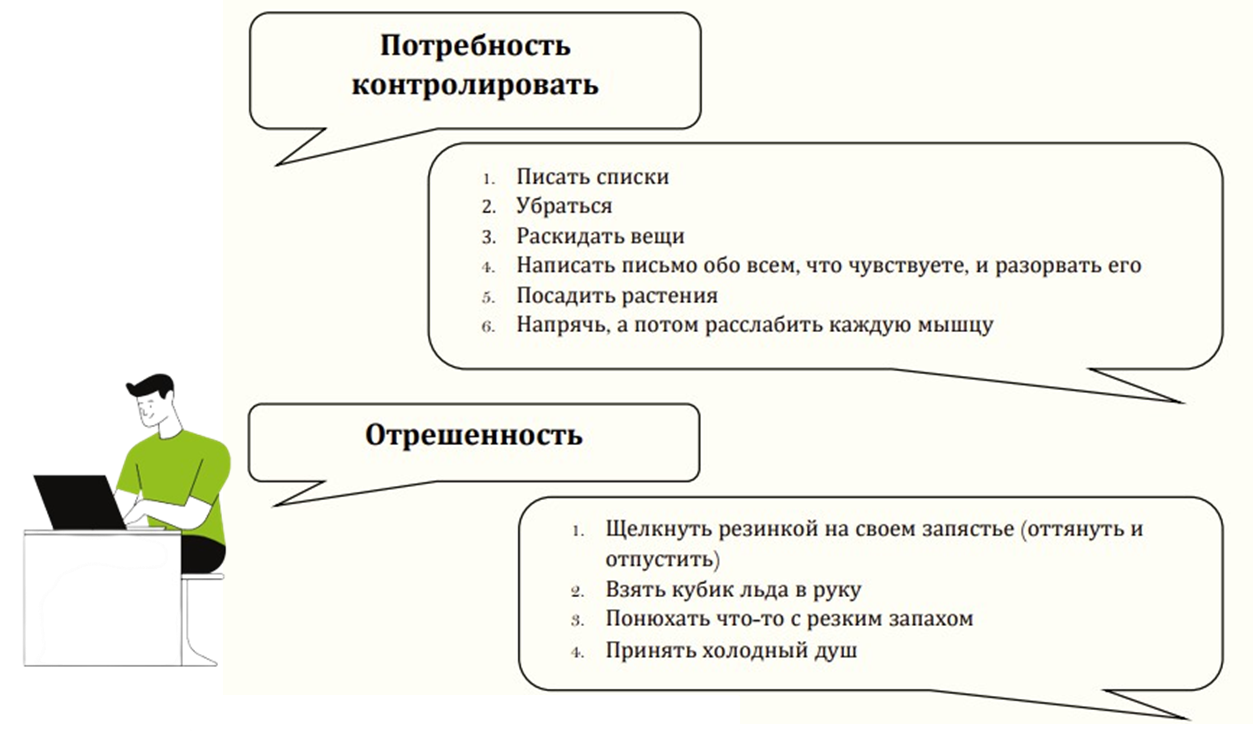 Потребность
контролировать
1. Писать списки
2. Убраться
3. Раскидать вещи
4. Написать письмо обо всем, что чувствуете, и разорвать его
5. Посадить растения
6. Напрячь, а потом расслабить каждую мышцу
Отрешенность
1. Щелкнуть резинкой на своем запястье (оттянуть и
отпустить)
2. Взять кубик льда в руку
3. Понюхать что-то с резким запахом
4. Принять холодный душ